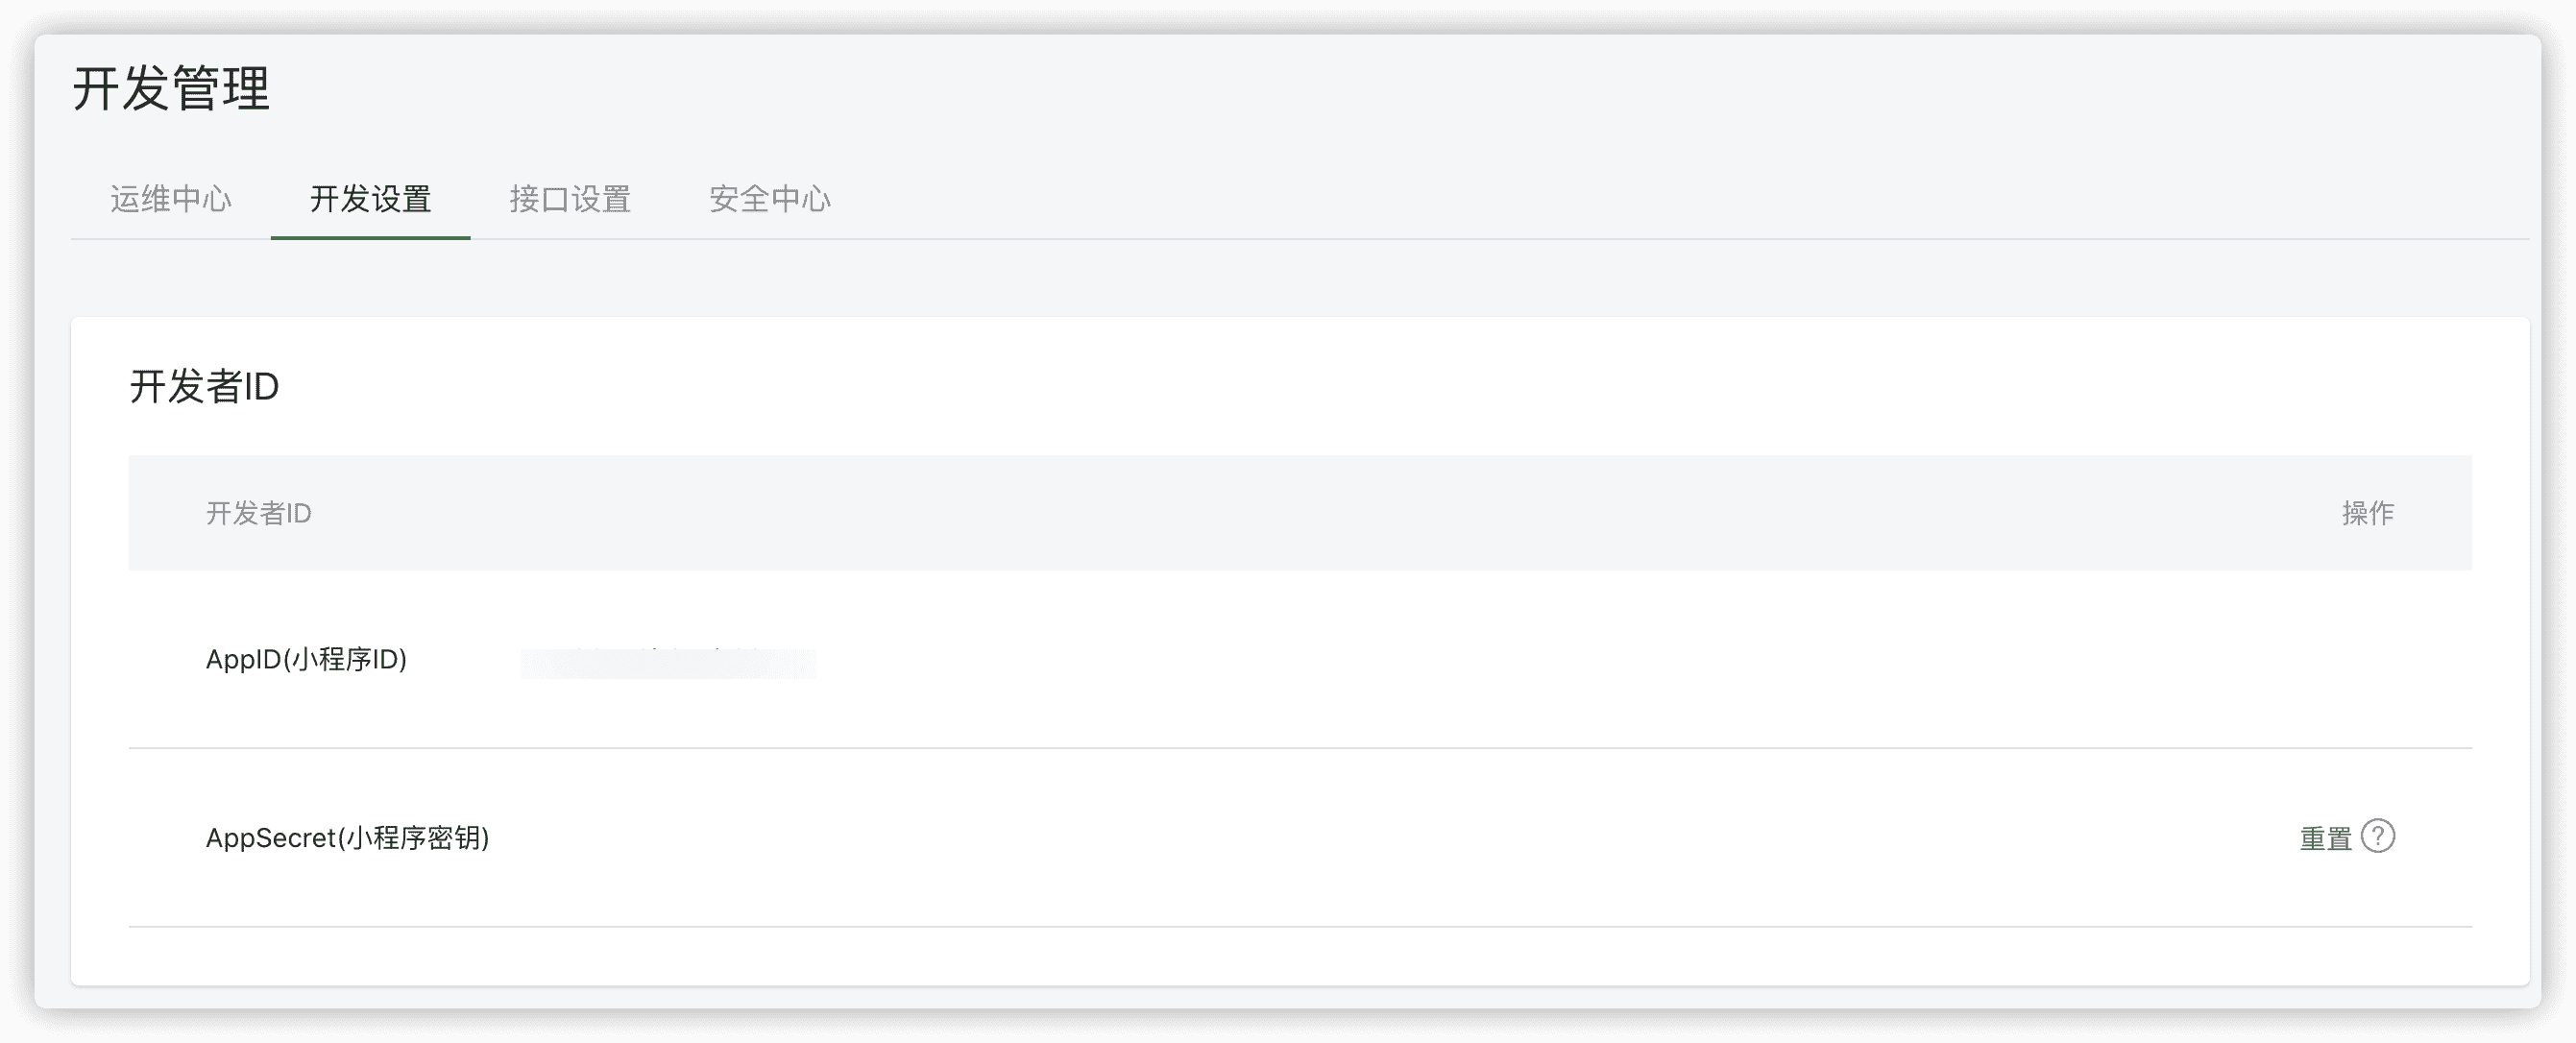 开发管理
运维中心 开发设置 接口设置 安全中心
开发者ID
开发者ID 操作
AppID(小程序ID)
AppSecret(小程序密钥) 重置 ?